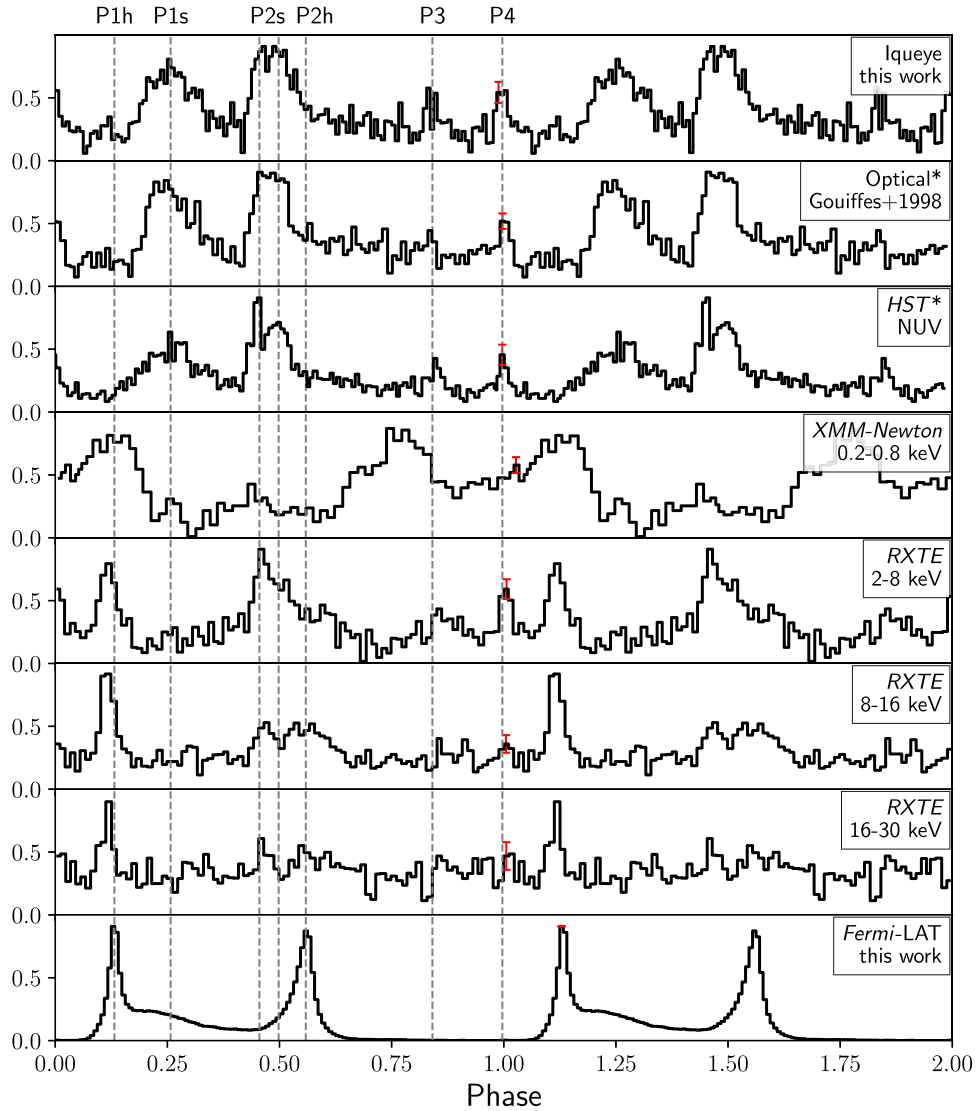 P1h P1s P2s P2h P3 P4
Iqueye
this work
0.5
0.0
Optical*
Gouiffes+1998
0.5
0.0
HST*
NUV
0.5
0.0
XMM-Newton
0.2-0.8 keV
0.5
0.0
RXTE
2-8 keV
0.5
0.0
RXTE
8-16 keV
0.5
0.0
RXTE
16-30 keV
0.5
0.0
Fermi-LAT
this work
0.5
0.0
0.00 0.25 0.50 0.75 1.00 1.25 1.50 1.75 2.00
Phase